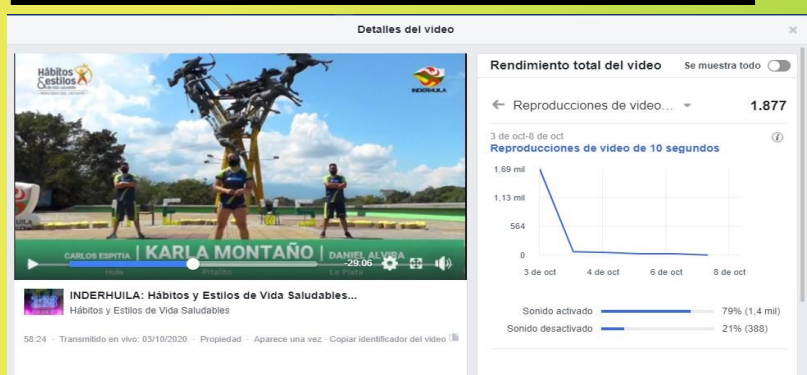 Detalles del video
×
Hábitos
&estilos
INDERHUILA
CARLOS ESPITIA | KARLA MONTAÑO | DANIEL ALVIRA
Huila Pitalito La Plata
-29:06
INDERHUILA: Hábitos y Estilos de Vida Saludables...
Hábitos y Estilos de Vida Saludables
58:24 · Transmitido en vivo: 03/10/2020 · Propiedad · Aparece una vez · Copiar identificador del video
Rendimiento total del video Se muestra todo
Reproducciones de video... 1.877
3 de oct-8 de oct
Reproducciones de video de 10 segundos
1,69 mil
1,13 mil
564
0
3 de oct 4 de oct 6 de oct 8 de oct
Sonido activado 79% (1,4 mil)
Sonido desactivado 21% (388)